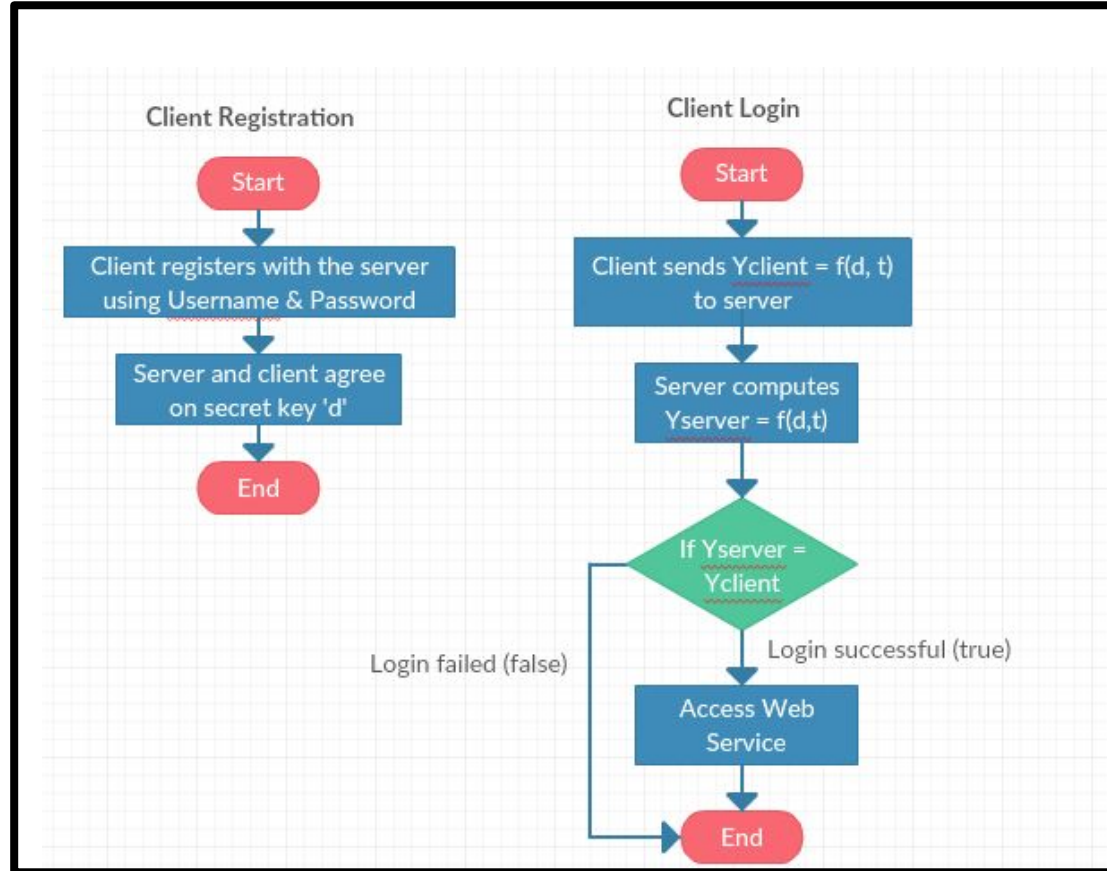 Client Registration
Start
Client registers with the server
using Username & Password
Server and client agree
on secret key 'd'
End
Client Login
Start
Client sends Yclient = f(d, t)
to server
Server computes
Yserver = f(d,t)
If Yserver =
Yclient
Login failed (false)
Login successful (true)
Access Web
Service
End